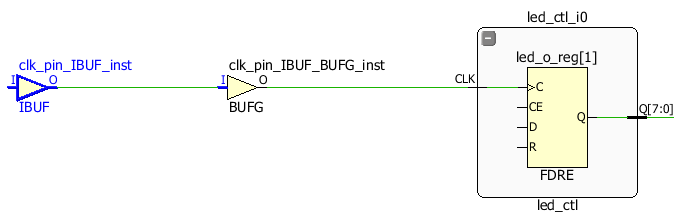 led_ctl_i0
clk_pin_IBUF_inst
clk_pin_IBUF_BUFG_inst
led_o_reg[1]
I
O
I
O
CLK
C
CE
D
R
Q
Q[7:0]
IBUF
BUFG
FDRE
led_ctl